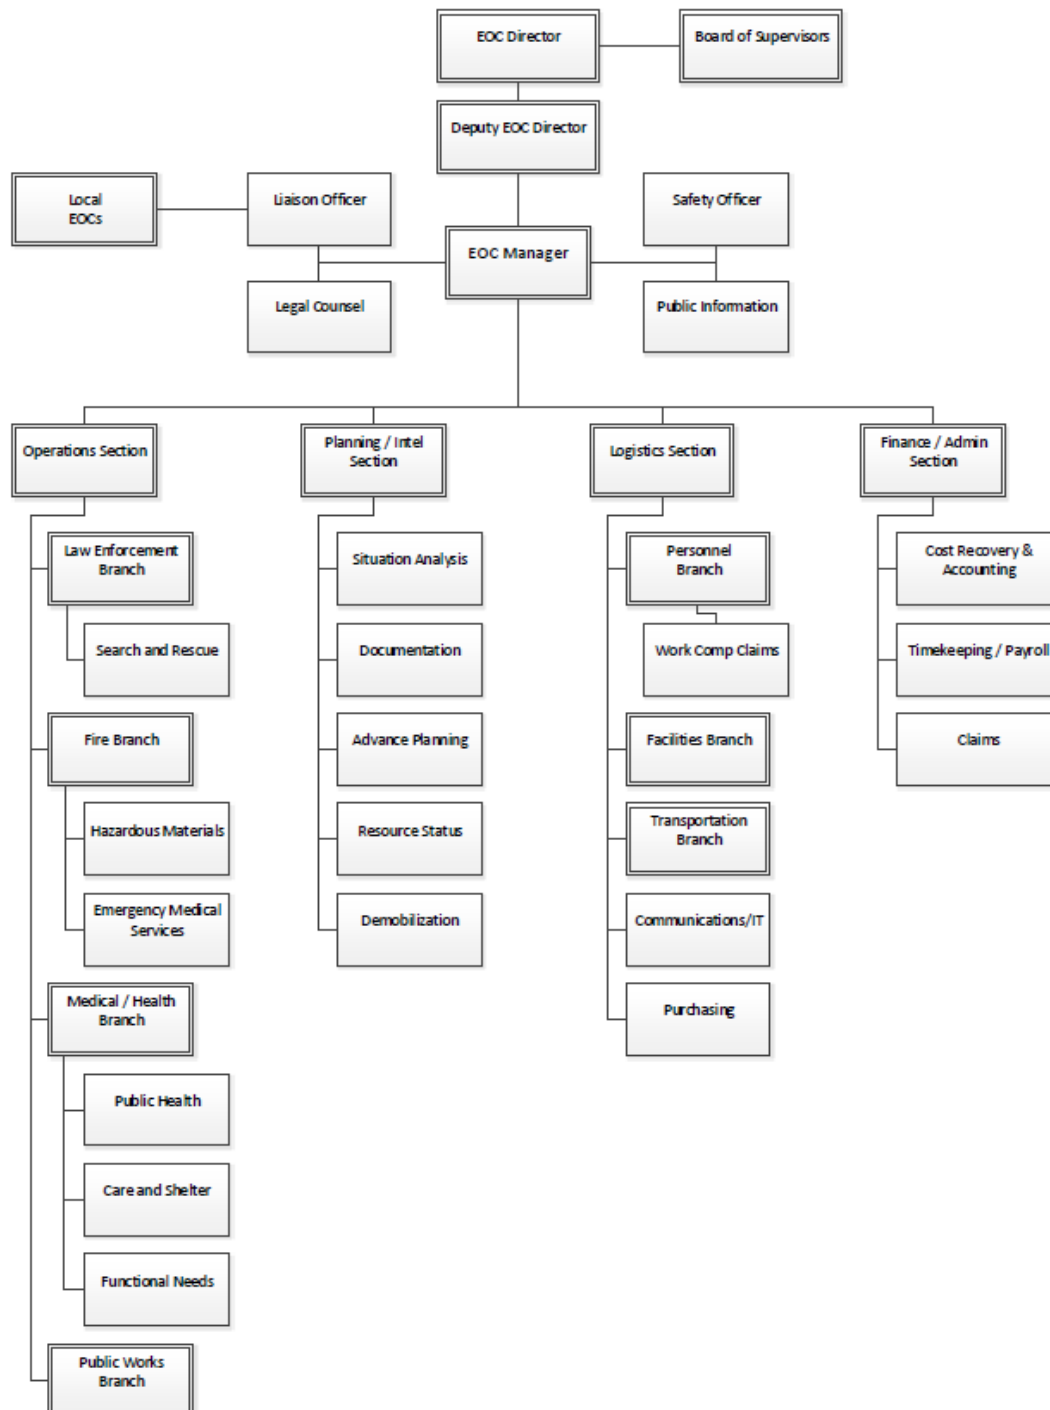 EOC Director
Board of Supervisors
Deputy EOC Director
Local
EOCs
Liaison Officer
Safety Officer
EOC Manager
Legal Counsel
Public Information
Operations Section
Planning / Intel
Section
Logistics Section
Finance / Admin
Section
Law Enforcement
Branch
Search and Rescue
Fire Branch
Hazardous Materials
Emergency Medical
Services
Medical / Health
Branch
Public Health
Care and Shelter
Functional Needs
Public Works
Branch
Situation Analysis
Documentation
Advance Planning
Resource Status
Demobilization
Personnel
Branch
Work Comp Claims
Facilities Branch
Transportation
Branch
Communications/IT
Purchasing
Cost Recovery &
Accounting
Timekeeping / Payroll
Claims